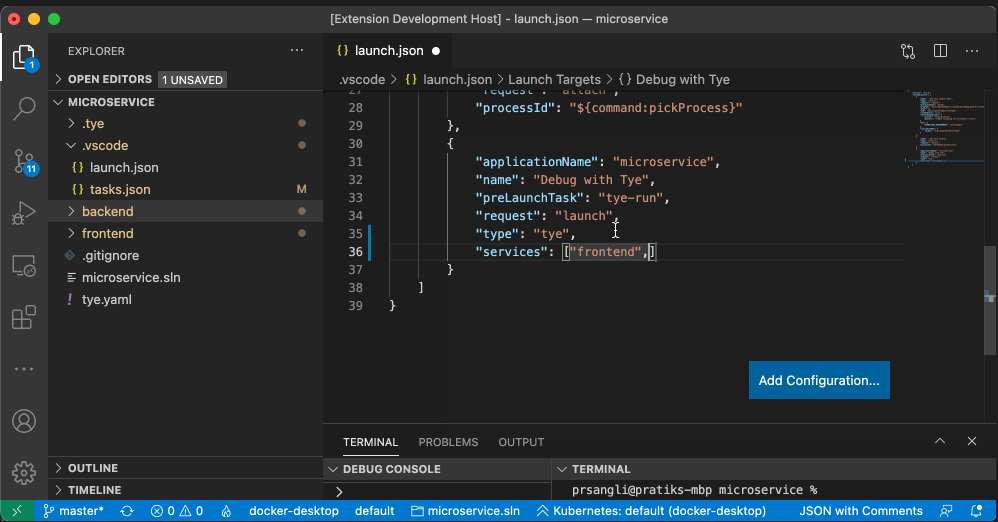 [Extension Development Host] - launch.json — microservice
EXPLORER
···
{} launch.json ●
1
OPEN EDITORS 1 UNSAVED
.vscode > {} launch.json > Launch Targets > {} Debug with Tye
MICROSERVICE
27 "request": "attach",
28 "processId": "${command:pickProcess}"
29 },
30 {
31 "applicationName": "microservice",
32 "name": "Debug with Tye",
33 "preLaunchTask": "tye-run",
34 "request": "launch",
35 "type": "tye",
36 "services": ["frontend",]
37 }
38 ]
39 }
.tye
.vscode
{} launch.json
11
{} tasks.json M
backend
frontend
.gitignore
microservice.sln
! tye.yaml
Add Configuration...
TERMINAL PROBLEMS OUTPUT
OUTLINE
DEBUG CONSOLE
TERMINAL
TIMELINE
>
prsangli@pratiks-mbp microservice %
master* 0 0 docker-desktop default microservice.sln Kubernetes: default (docker-desktop) JSON with Comments